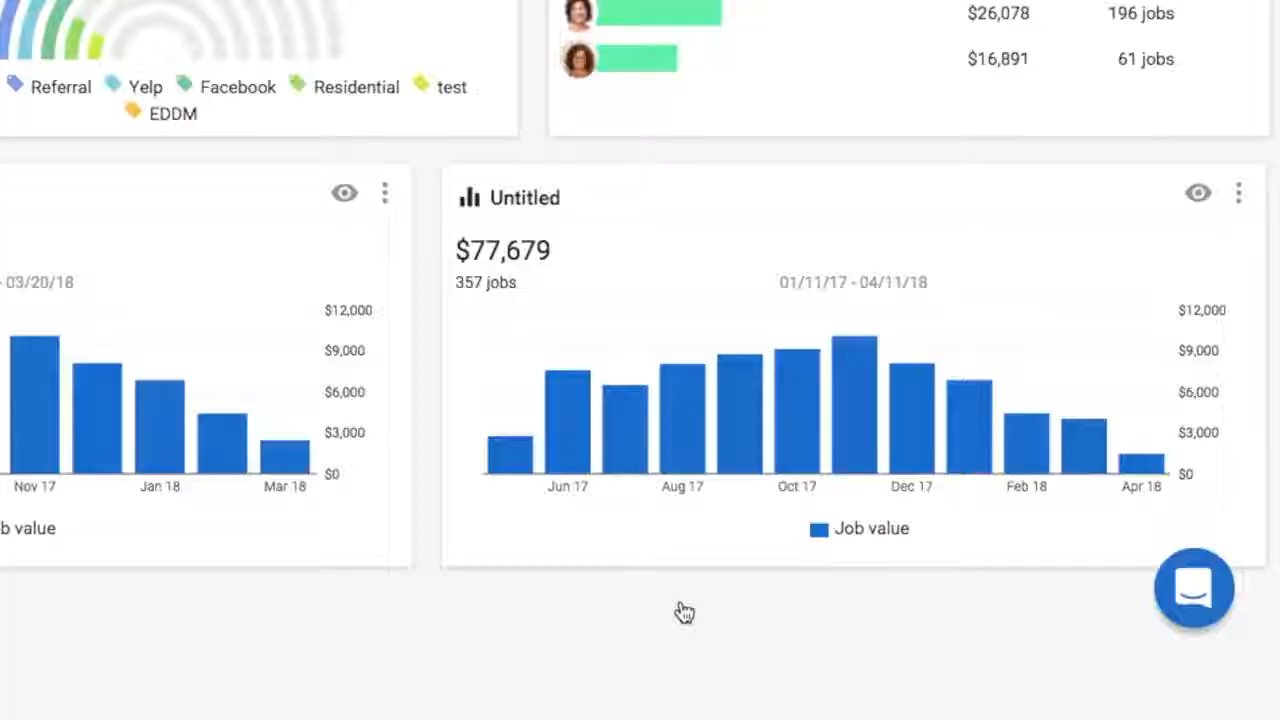 $26,078 196 jobs
$16,891 61 jobs
Referral Yelp Facebook Residential test
EDDM
- 03/20/18
$12,000
$9,000
$6,000
$3,000
$0
Nov 17 Jan 18 Mar 18
b value
Untitled
$77,679
357 jobs
01/11/17 - 04/11/18
$12,000
$9,000
$6,000
$3,000
$0
Jun 17 Aug 17 Oct 17 Dec 17 Feb 18 Apr 18
Job value